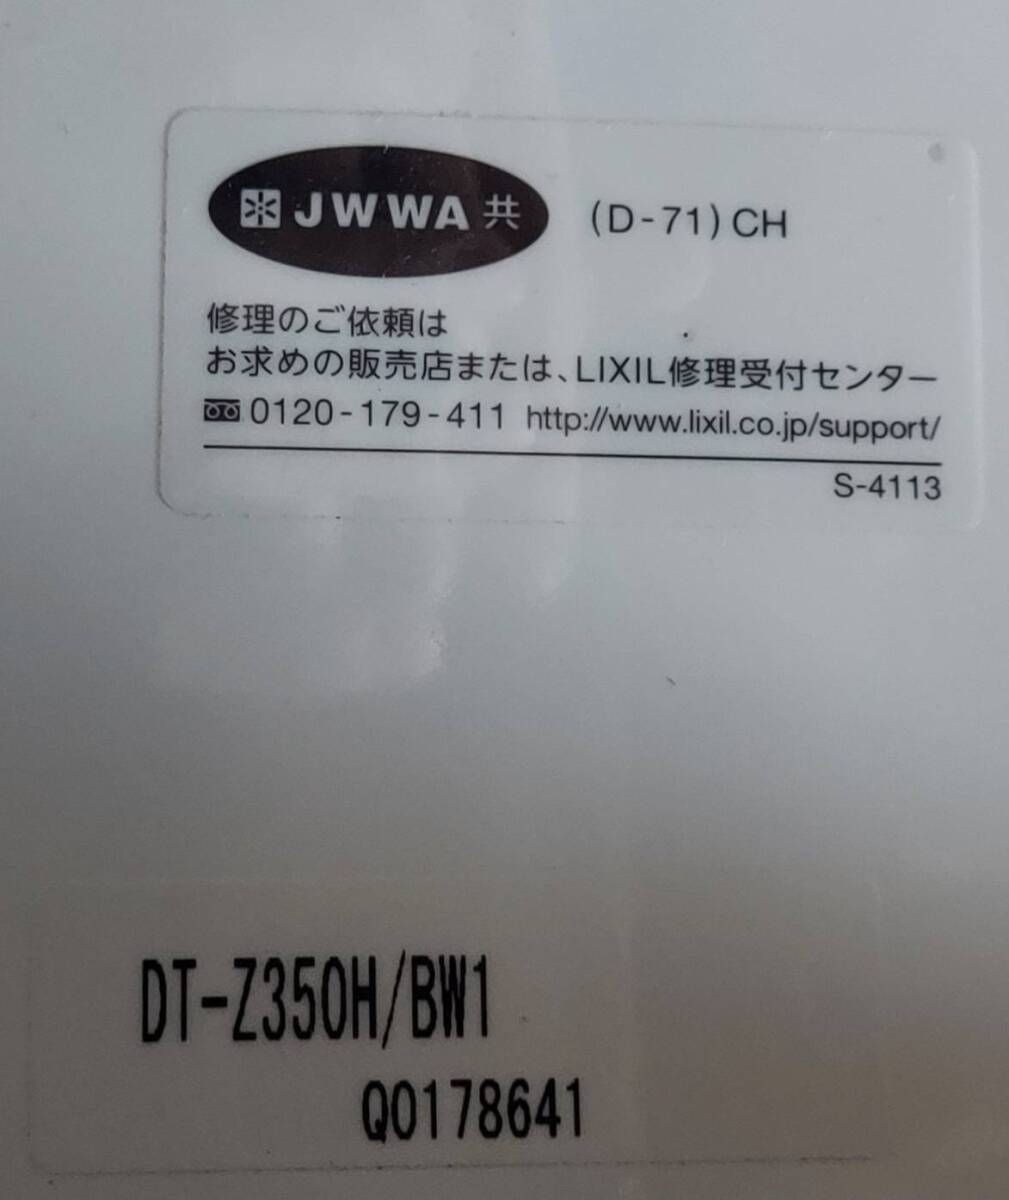 JWWA 共 (D-71) CH
修理のご依頼は
お求めの販売店または、LIXIL修理受付センター
0120-179-411 http://www.lixil.co.jp/support/
S-4113
DT-Z350H/BW1
Q0178641